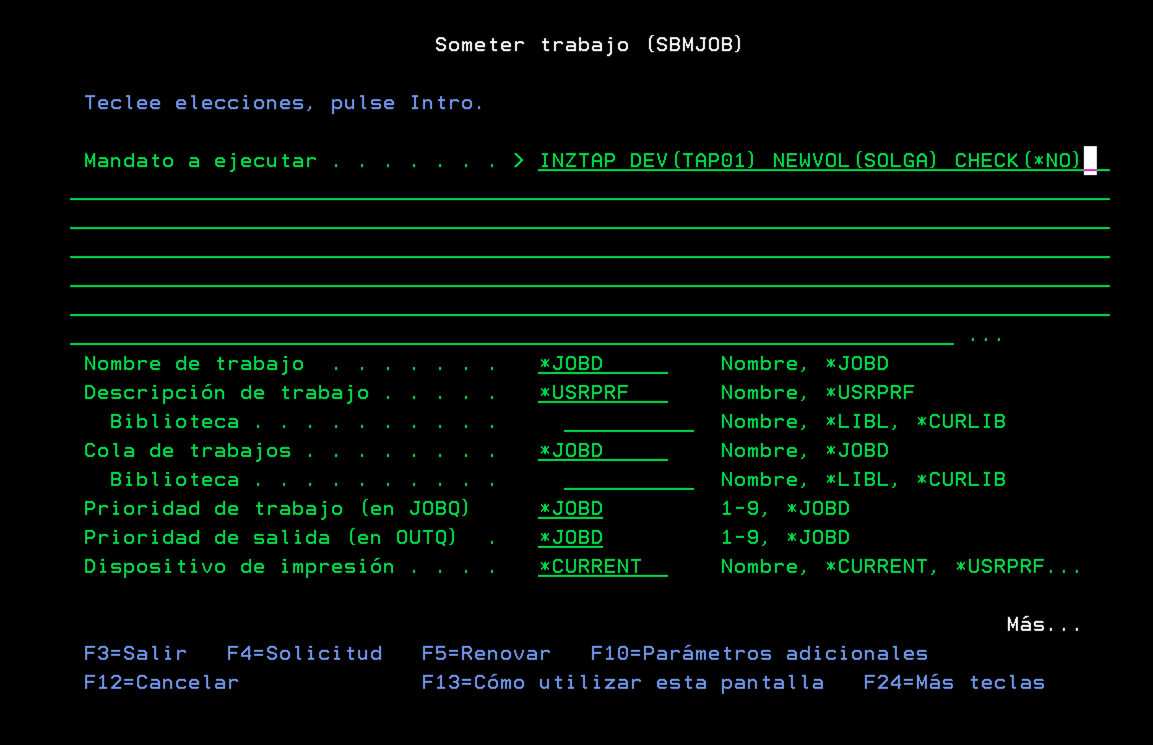 Someter trabajo (SBMJOB)
Teclee elecciones, pulse Intro.
Mandato a ejecutar . . . . . . . > INZTAP DEV(TAP01) NEWVOL(SOLGA) CHECK(*NO)
...
Nombre de trabajo . . . . . . . *JOBD Nombre, *JOBD
Descripción de trabajo . . . . . *USRPRF Nombre, *USRPRF
Biblioteca . . . . . . . . . . Nombre, *LIBL, *CURLIB
Cola de trabajos . . . . . . . . *JOBD Nombre, *JOBD
Biblioteca . . . . . . . . . . Nombre, *LIBL, *CURLIB
Prioridad de trabajo (en JOBQ) *JOBD 1-9, *JOBD
Prioridad de salida (en OUTQ) . *JOBD 1-9, *JOBD
Dispositivo de impresión . . . . *CURRENT Nombre, *CURRENT, *USRPRF...
Más...
F3=Salir F4=Solicitud F5=Renovar F10=Parámetros adicionales
F12=Cancelar F13=Cómo utilizar esta pantalla F24=Más teclas